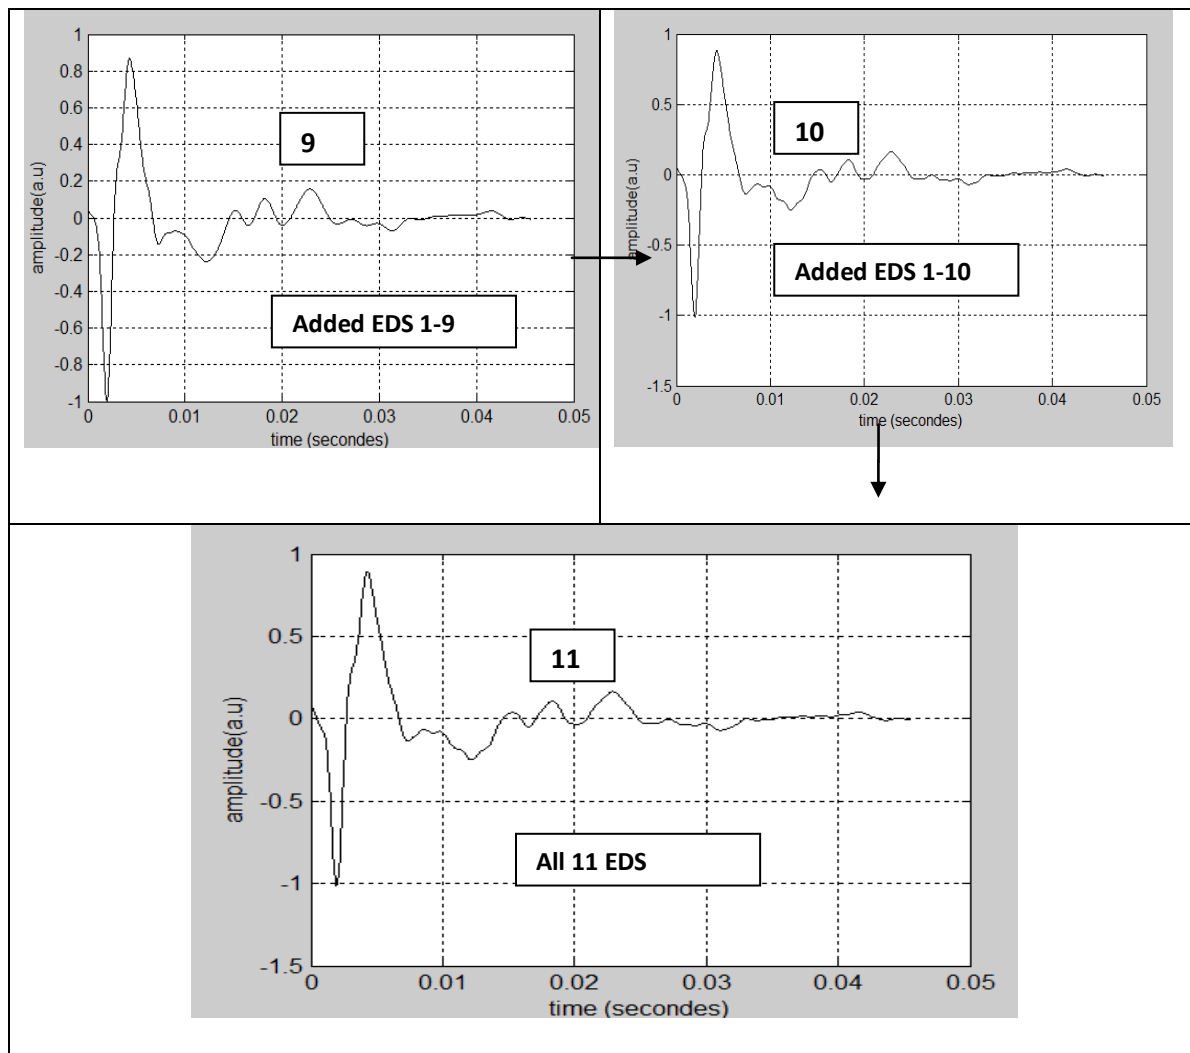 1
0.8
0.6
0.4
0.2
0
-0.2
-0.4
-0.6
-0.8
-1
amplitude(a.u)
9
Added EDS 1-9
0 0.01 0.02 0.03 0.04 0.05
time (secondes)
1
0.5
0
-0.5
-1
-1.5
amplitude(a.u)
10
Added EDS 1-10
0 0.01 0.02 0.03 0.04 0.05
time (secondes)
1
0.5
0
-0.5
-1
-1.5
amplitude(a.u)
11
All 11 EDS
0 0.01 0.02 0.03 0.04 0.05
time (secondes)